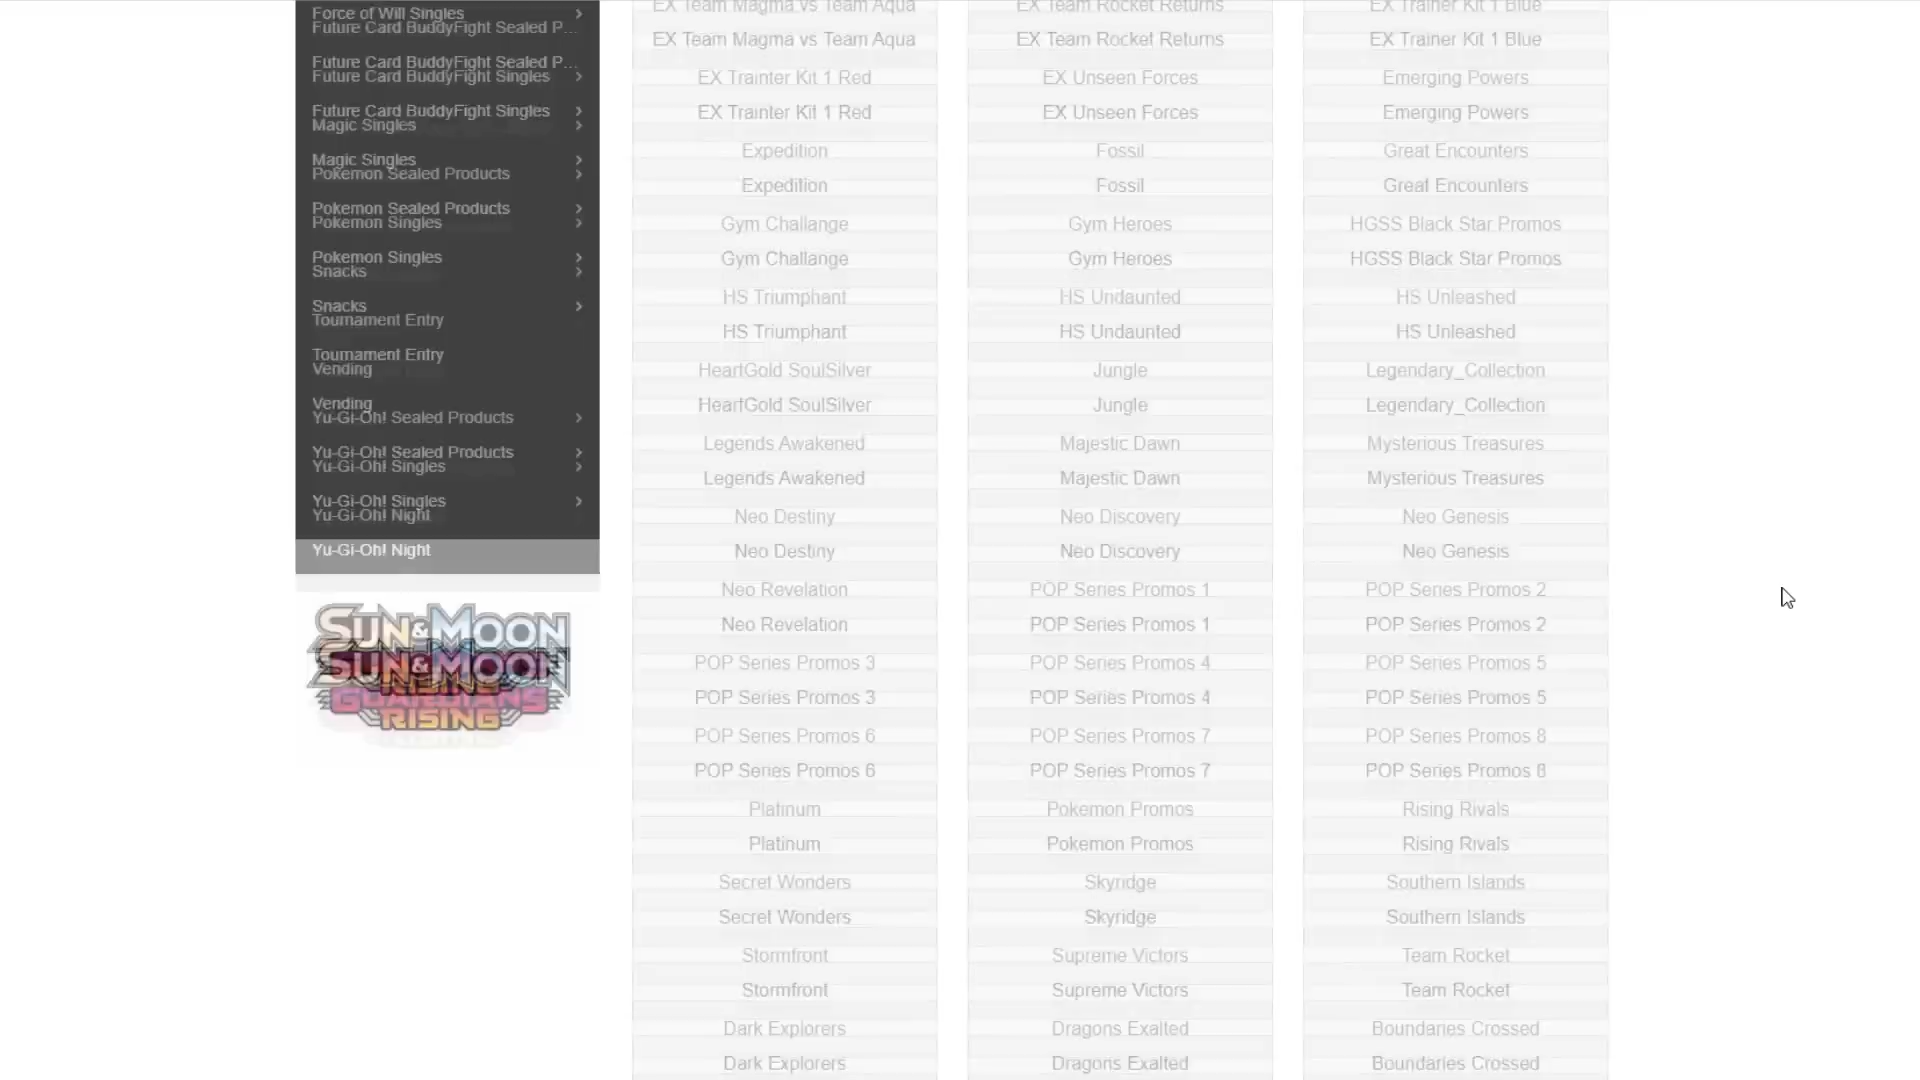 Force of Will Singles
Future Card BuddyFight Sealed P...
Future Card BuddyFight Sealed P...
Future Card BuddyFight Singles
Future Card BuddyFight Singles
Magic Singles
Magic Singles
Pokemon Sealed Products
Pokemon Sealed Products
Pokemon Singles
Pokemon Singles
Snacks
Snacks
Tournament Entry
Tournament Entry
Vending
Vending
Yu-Gi-Oh! Sealed Products
Yu-Gi-Oh! Sealed Products
Yu-Gi-Oh! Singles
Yu-Gi-Oh! Singles
Yu-Gi-Oh! Night
Yu-Gi-Oh! Night
SUN & MOON
SUN & MOON
RISING
GUARDIANS
RISING
EX Team Magma vs Team Aqua EX Team Rocket Returns EX Trainer Kit 1 Blue
EX Team Magma vs Team Aqua EX Team Rocket Returns EX Trainer Kit 1 Blue
EX Trainter Kit 1 Red EX Unseen Forces Emerging Powers
EX Trainter Kit 1 Red EX Unseen Forces Emerging Powers
Expedition Fossil Great Encounters
Expedition Fossil Great Encounters
Gym Challange Gym Heroes HGSS Black Star Promos
Gym Challange Gym Heroes HGSS Black Star Promos
HS Triumphant HS Undaunted HS Unleashed
HS Triumphant HS Undaunted HS Unleashed
HeartGold SoulSilver Jungle Legendary_Collection
HeartGold SoulSilver Jungle Legendary_Collection
Legends Awakened Majestic Dawn Mysterious Treasures
Legends Awakened Majestic Dawn Mysterious Treasures
Neo Destiny Neo Discovery Neo Genesis
Neo Destiny Neo Discovery Neo Genesis
Neo Revelation POP Series Promos 1 POP Series Promos 2
Neo Revelation POP Series Promos 1 POP Series Promos 2
POP Series Promos 3 POP Series Promos 4 POP Series Promos 5
POP Series Promos 3 POP Series Promos 4 POP Series Promos 5
POP Series Promos 6 POP Series Promos 7 POP Series Promos 8
POP Series Promos 6 POP Series Promos 7 POP Series Promos 8
Platinum Pokemon Promos Rising Rivals
Platinum Pokemon Promos Rising Rivals
Secret Wonders Skyridge Southern Islands
Secret Wonders Skyridge Southern Islands
Stormfront Supreme Victors Team Rocket
Stormfront Supreme Victors Team Rocket
Dark Explorers Dragons Exalted Boundaries Crossed
Dark Explorers Dragons Exalted Boundaries Crossed